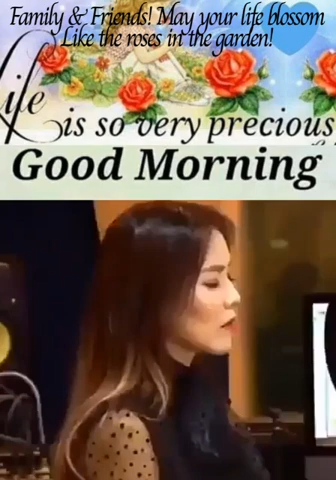 Family & Friends! May your life blossom
Like the roses in the garden!
Life
is so very precious,
Good Morning